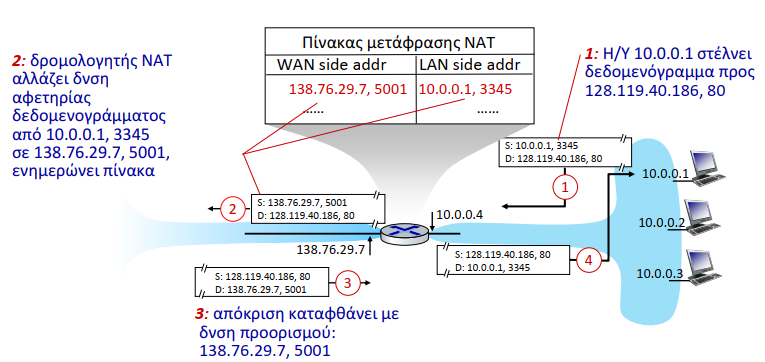 Πίνακας μετάφρασης NAT
WAN side addr LAN side addr
138.76.29.7, 5001 10.0.0.1, 3345
…… ……
2: δρομολογητής NAT
αλλάζει δνση
αφετηρίας
δεδομενογράμματος
από 10.0.0.1, 3345
σε 138.76.29.7, 5001,
ενημερώνει πίνακα
1: Η/Υ 10.0.0.1 στέλνει
δεδομενόγραμμα προς
128.119.40.186, 80
S: 10.0.0.1, 3345
D: 128.119.40.186, 80
1
10.0.0.1
S: 138.76.29.7, 5001
D: 128.119.40.186, 80
2
10.0.0.4
10.0.0.2
138.76.29.7
S: 128.119.40.186, 80
D: 10.0.0.1, 3345
4
10.0.0.3
S: 128.119.40.186, 80
D: 138.76.29.7, 5001
3
3: απόκριση καταφθάνει με
δνση προορισμού:
138.76.29.7, 5001